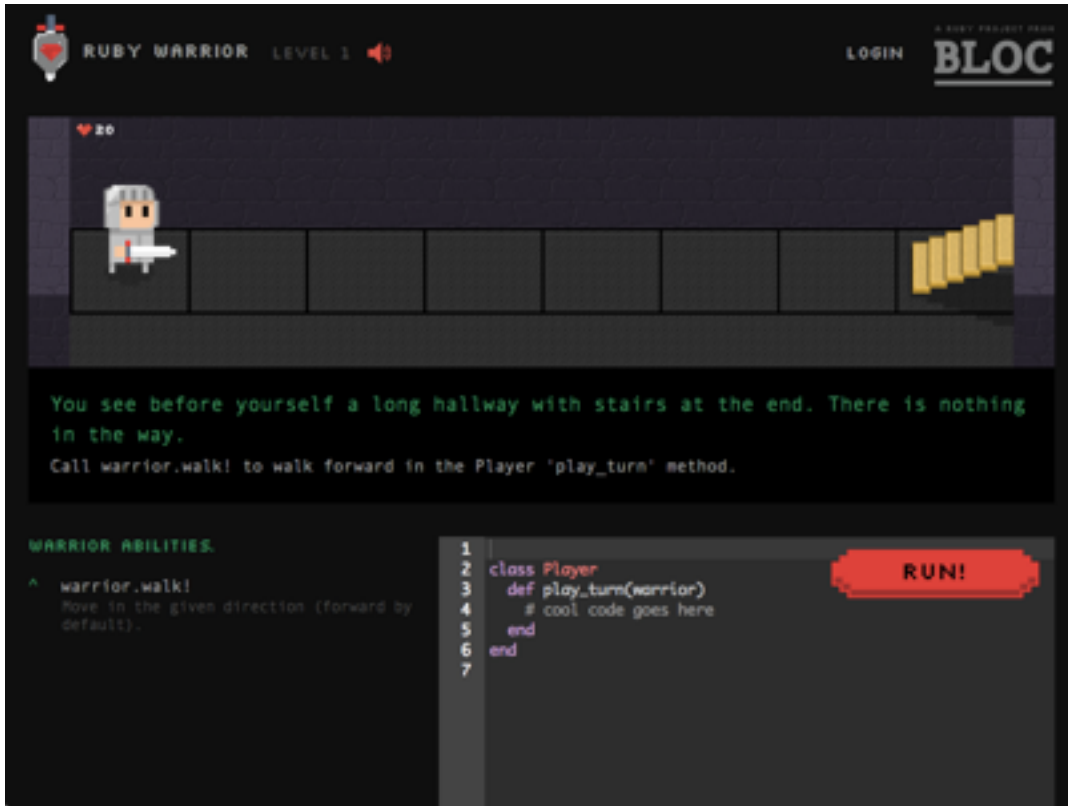 RUBY WARRIOR LEVEL 1
LOGIN
A RUBY PROJECT FROM
BLOC
20
You see before yourself a long hallway with stairs at the end. There is nothing
in the way.
Call warrior.walk! to walk forward in the Player 'play_turn' method.
WARRIOR ABILITIES.
^ warrior.walk!
Move in the given direction (forward by
default).
RUN!
1
2 class Player
3 def play_turn(warrior)
4 # cool code goes here
5 end
6 end
7